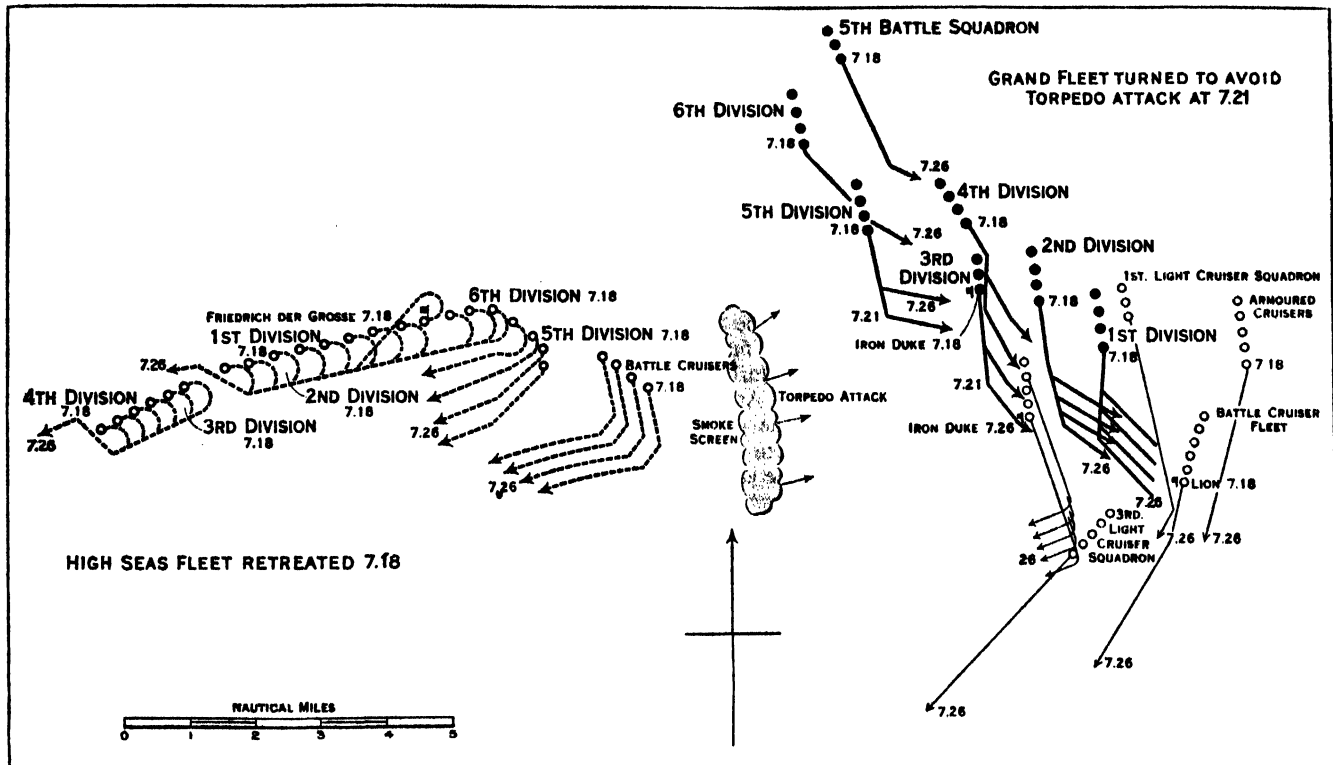 5TH BATTLE SQUADRON
7 18
GRAND FLEET TURNED TO AVOID
TORPEDO ATTACK AT 7.21
6TH DIVISION
7.18
7.26
4TH DIVISION
7.18
5TH DIVISION
7.18
7.26
2ND DIVISION
7.18
3RD
DIVISION
1ST. LIGHT CRUISER SQUADRON
ARMOURED
CRUISERS
7 18
7.26
7.21
IRON DUKE 7.18
1ST DIVISION
7.18
7.21
IRON DUKE 7.26
BATTLE CRUISER
FLEET
LION 7.18
7.26
7.26
7.26
7.26
3RD.
LIGHT
CRUISER
SQUADRON
26
7.26
7.26
6TH DIVISION 7.18
FRIEDRICH DER GROSSE 7.18
1ST DIVISION
7.18
5TH DIVISION
7.18
7.26
BATTLE CRUISERS
7.18
4TH DIVISION
7.18
2ND DIVISION
7.18
3RD DIVISION
7.18
7.26
7.26
7.26
SMOKE
SCREEN
TORPEDO ATTACK
HIGH SEAS FLEET RETREATED 7.18
NAUTICAL MILES
0 1 2 3 4 5